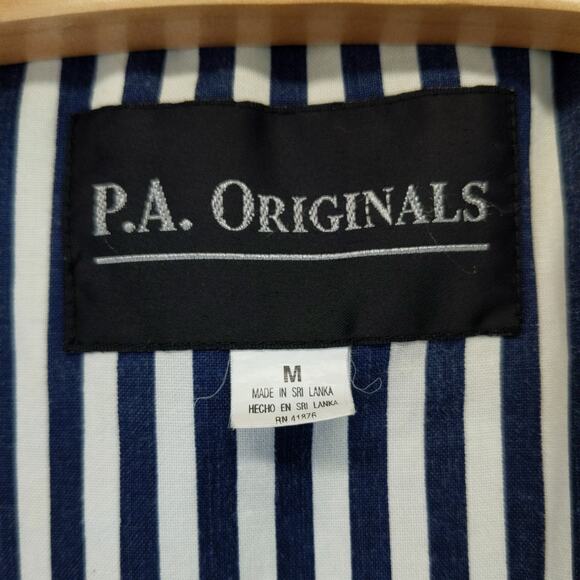 P.A. ORIGINALS
M
MADE IN SRI LANKA
HECHO EN SRI LANKA
RN 41876